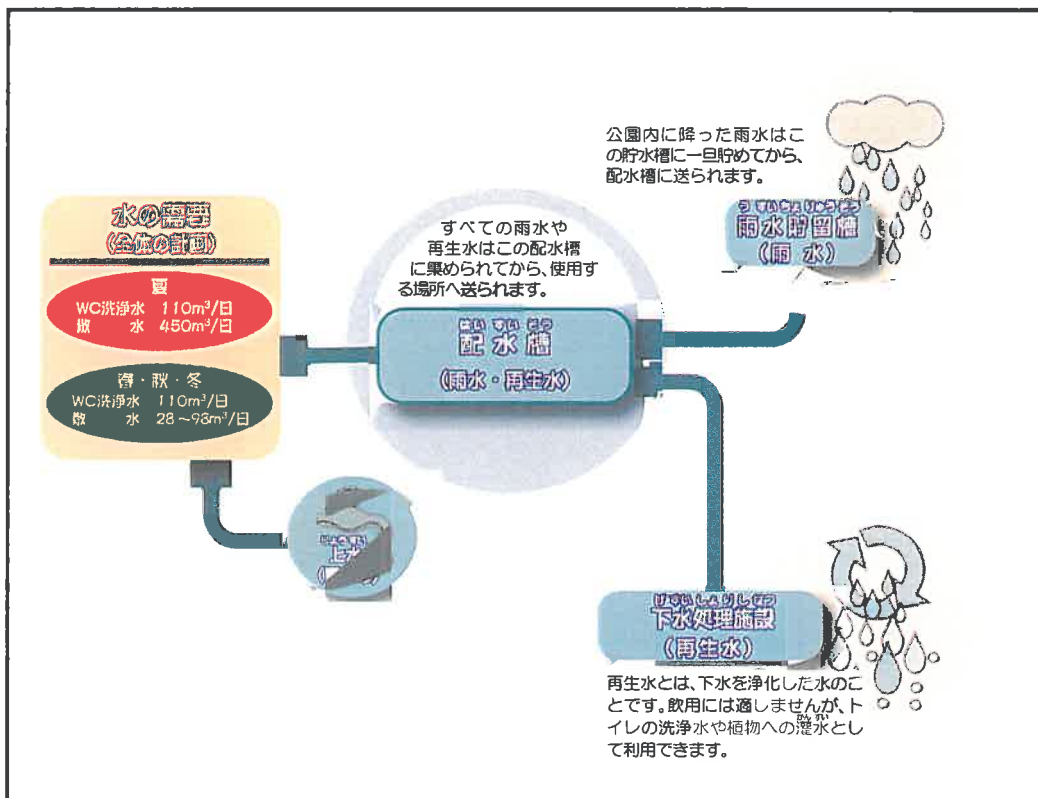 公園内に降った雨水はこ
の貯水槽に一旦貯めてから、
配水槽に送られます。
うすいちょりゅうそう
雨水貯留槽
(雨 水)
水の需要
(全体の計画)
夏
WC洗浄水 110m³/日
散 水 450m³/日
春・秋・冬
WC洗浄水 110m³/日
散 水 28～98m³/日
すべての雨水や
再生水はこの配水槽
に集められてから、使用す
る場所へ送られます。
はいすいそう
配水槽
(雨水・再生水)
じょうすい
上水
げすいしょりしせつ
下水処理施設
(再生水)
再生水とは、下水を浄化した水のこ
とです。飲用には適しませんが、ト
イレの洗浄水や植物への灌水とし
かんすい
て利用できます。